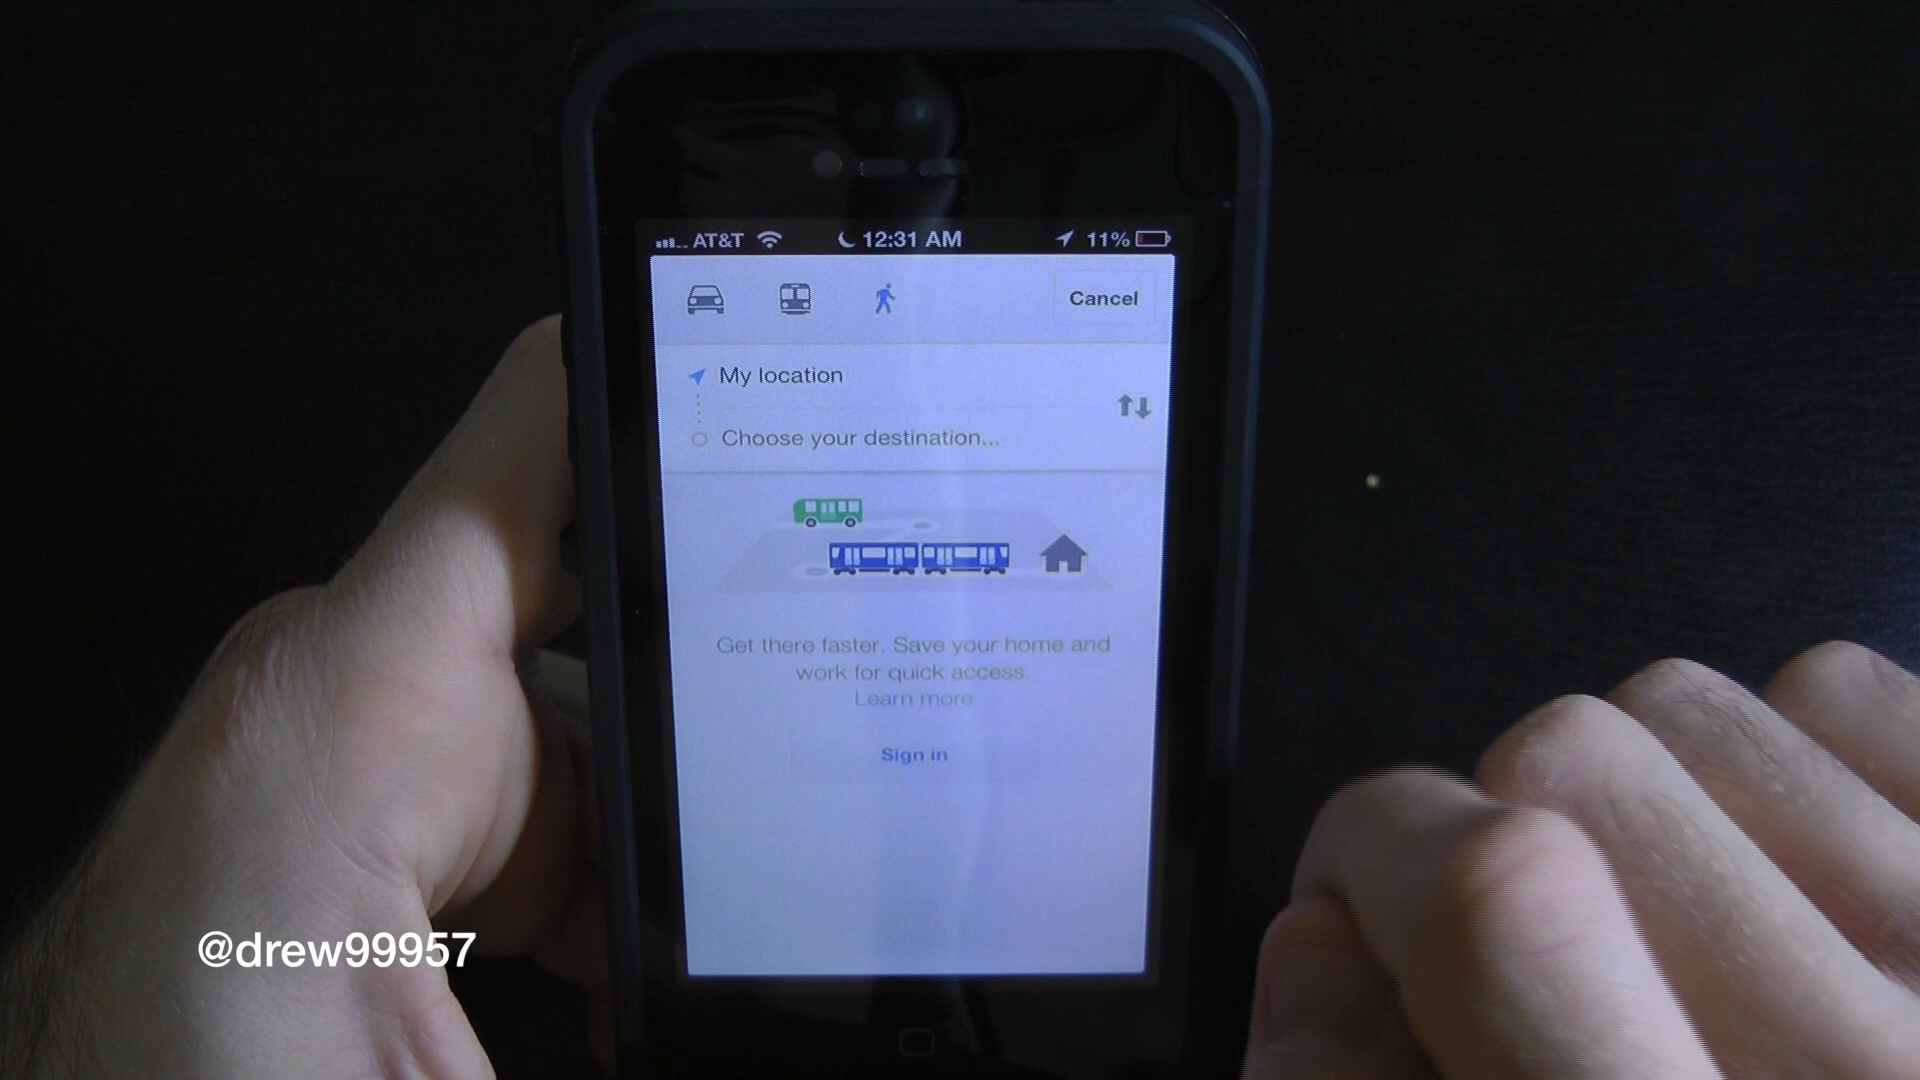 AT&T 12:31 AM 11%
Cancel
My location
Choose your destination...
Get there faster. Save your home and
work for quick access.
Learn more
Sign in
@drew99957